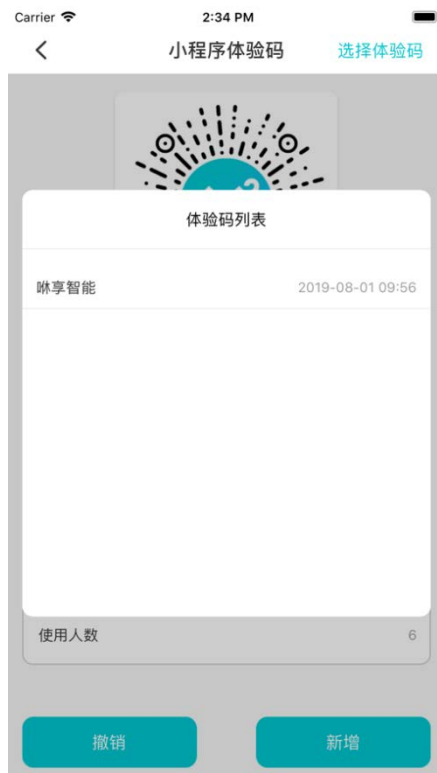 Carrier 2:34 PM
小程序体验码 选择体验码
体验码列表
咻享智能 2019-08-01 09:56
使用人数 6
撤销 新增